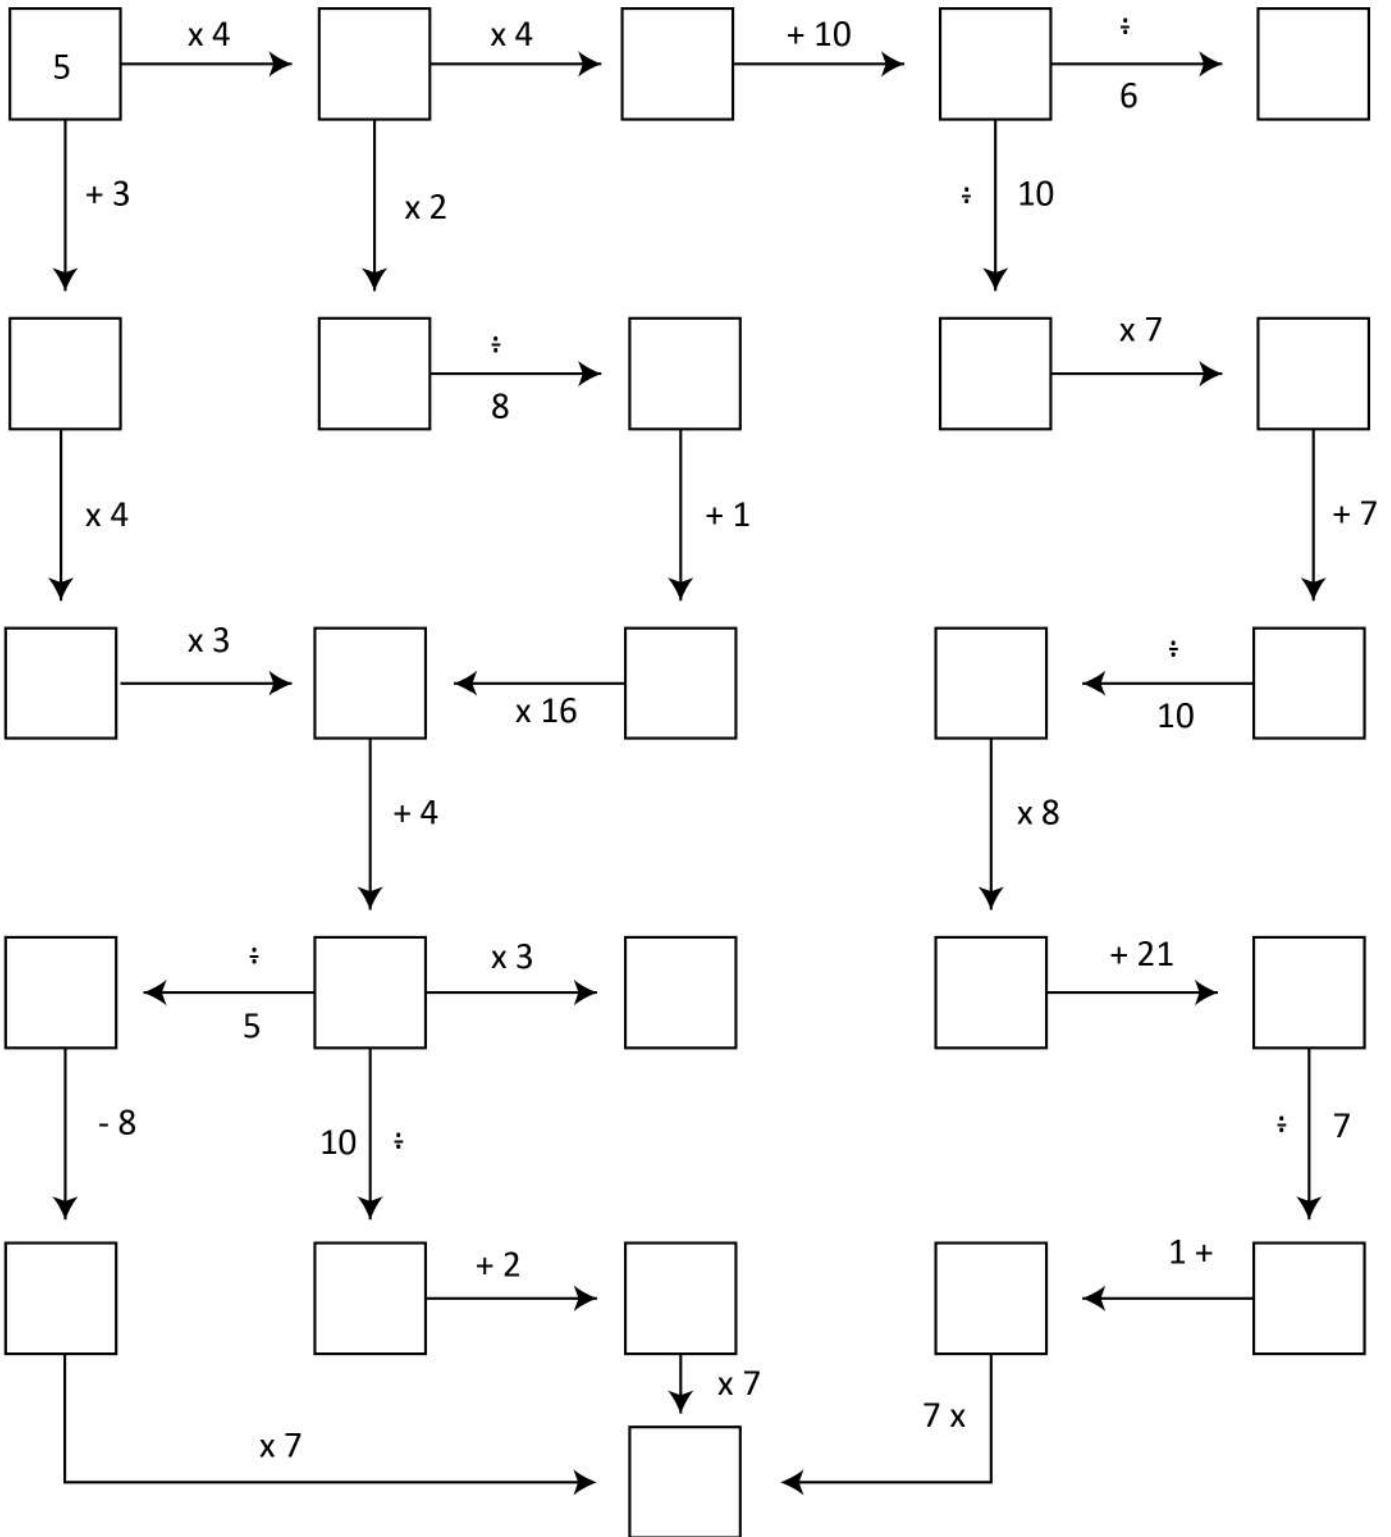 x 4 x 4 + 10 ÷
5 6
+ 3 x 2 ÷ 10
÷ x 7
8
x 4 + 1 + 7
x 3 ÷
x 16 10
+ 4 x 8
÷ x 3 + 21
5
- 8 10 ÷ ÷ 7
+ 2 1 +
x 7
7 x
x 7